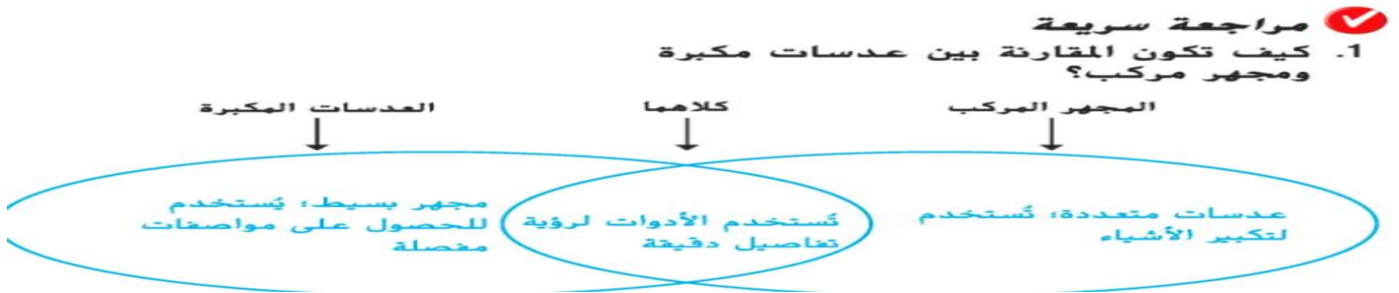 مراجعة سريعة
1. كيف تكون المقارنة بين عدسات مكبرة
ومجهر مركب؟
المجهر المركب
كلاهما
العدسات المكبرة
عدسات متعددة؛ تُستخدم
لتكبير الأشياء
تُستخدم الأدوات لرؤية
تفاصيل دقيقة
مجهر بسيط؛ يُستخدم
للحصول على مواصفات
مفصلة